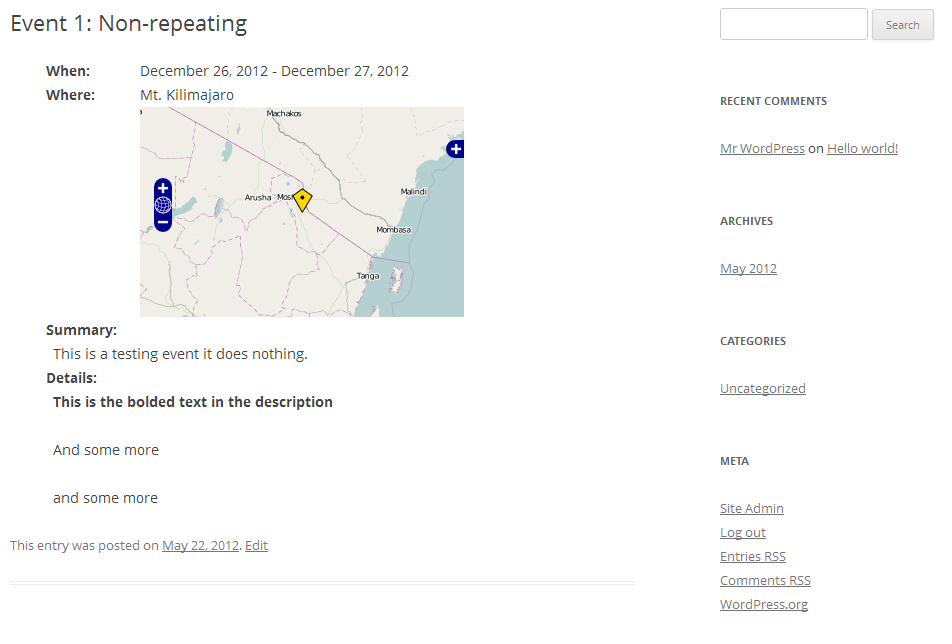 Event 1: Non-repeating
When: December 26, 2012 - December 27, 2012
Where: Mt. Kilimajaro
Machakos
Malindi
Arusha
Mombasa
Tanga
Summary:
This is a testing event it does nothing.
Details:
This is the bolded text in the description
And some more
and some more
This entry was posted on May 22, 2012. Edit
Search
RECENT COMMENTS
Mr WordPress on Hello world!
ARCHIVES
May 2012
CATEGORIES
Uncategorized
META
Site Admin
Log out
Entries RSS
Comments RSS
WordPress.org